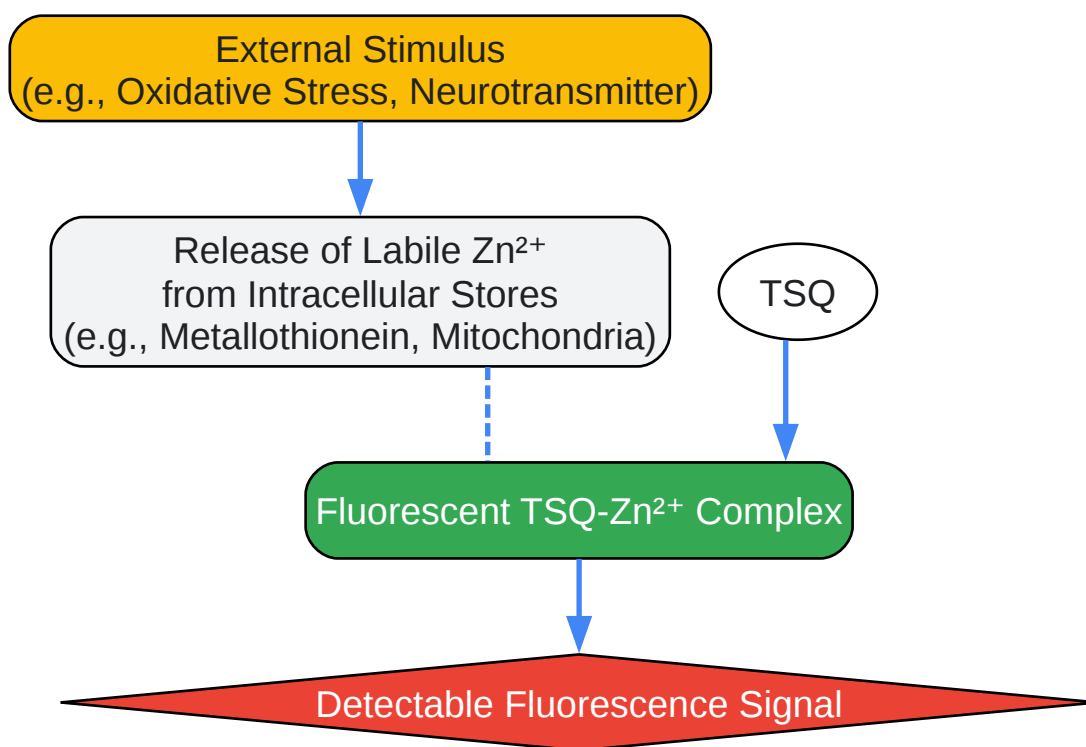 External Stimulus
(e.g., Oxidative Stress, Neurotransmitter)
Release of Labile Zn²⁺
from Intracellular Stores
(e.g., Metallothionein, Mitochondria)
TSQ
Fluorescent TSQ-Zn²⁺ Complex
Detectable Fluorescence Signal